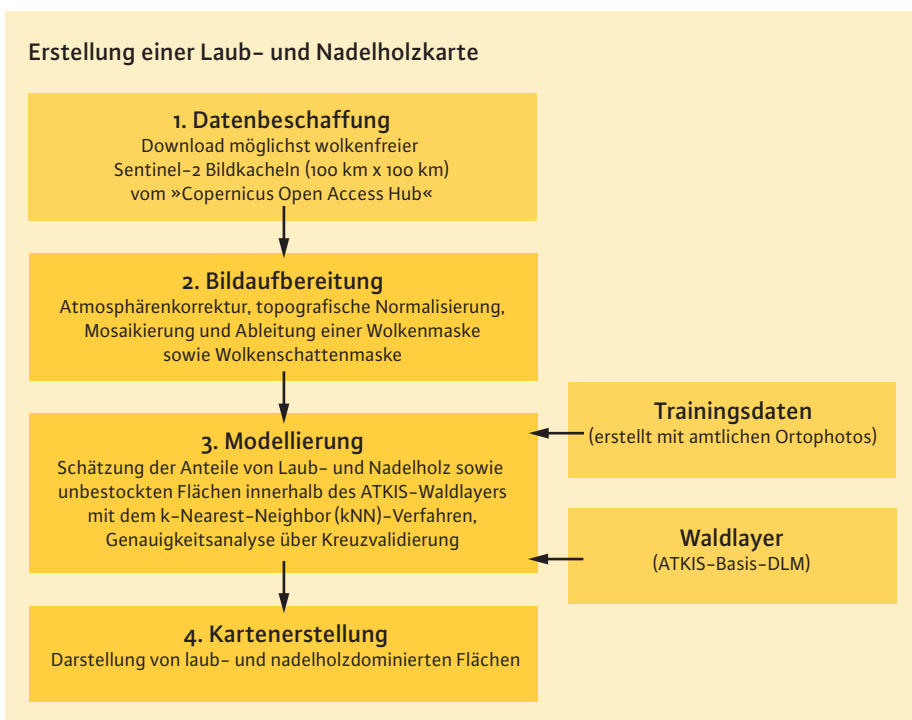 Erstellung einer Laub- und Nadelholzkarte
1. Datenbeschaffung
Download möglichst wolkenfreier
Sentinel-2 Bildkacheln (100 km x 100 km)
vom »Copernicus Open Access Hub«
2. Bildaufbereitung
Atmosphärenkorrektur, topografische Normalisierung,
Mosaikierung und Ableitung einer Wolkenmaske
sowie Wolkenschattenmaske
3. Modellierung
Schätzung der Anteile von Laub- und Nadelholz sowie
unbestockten Flächen innerhalb des ATKIS-Waldlayers
mit dem k-Nearest-Neighbor (kNN)-Verfahren,
Genauigkeitsanalyse über Kreuzvalidierung
Trainingsdaten
(erstellt mit amtlichen Ortophotos)
Waldlayer
(ATKIS-Basis-DLM)
4. Kartenerstellung
Darstellung von laub- und nadelholzdominierten Flächen